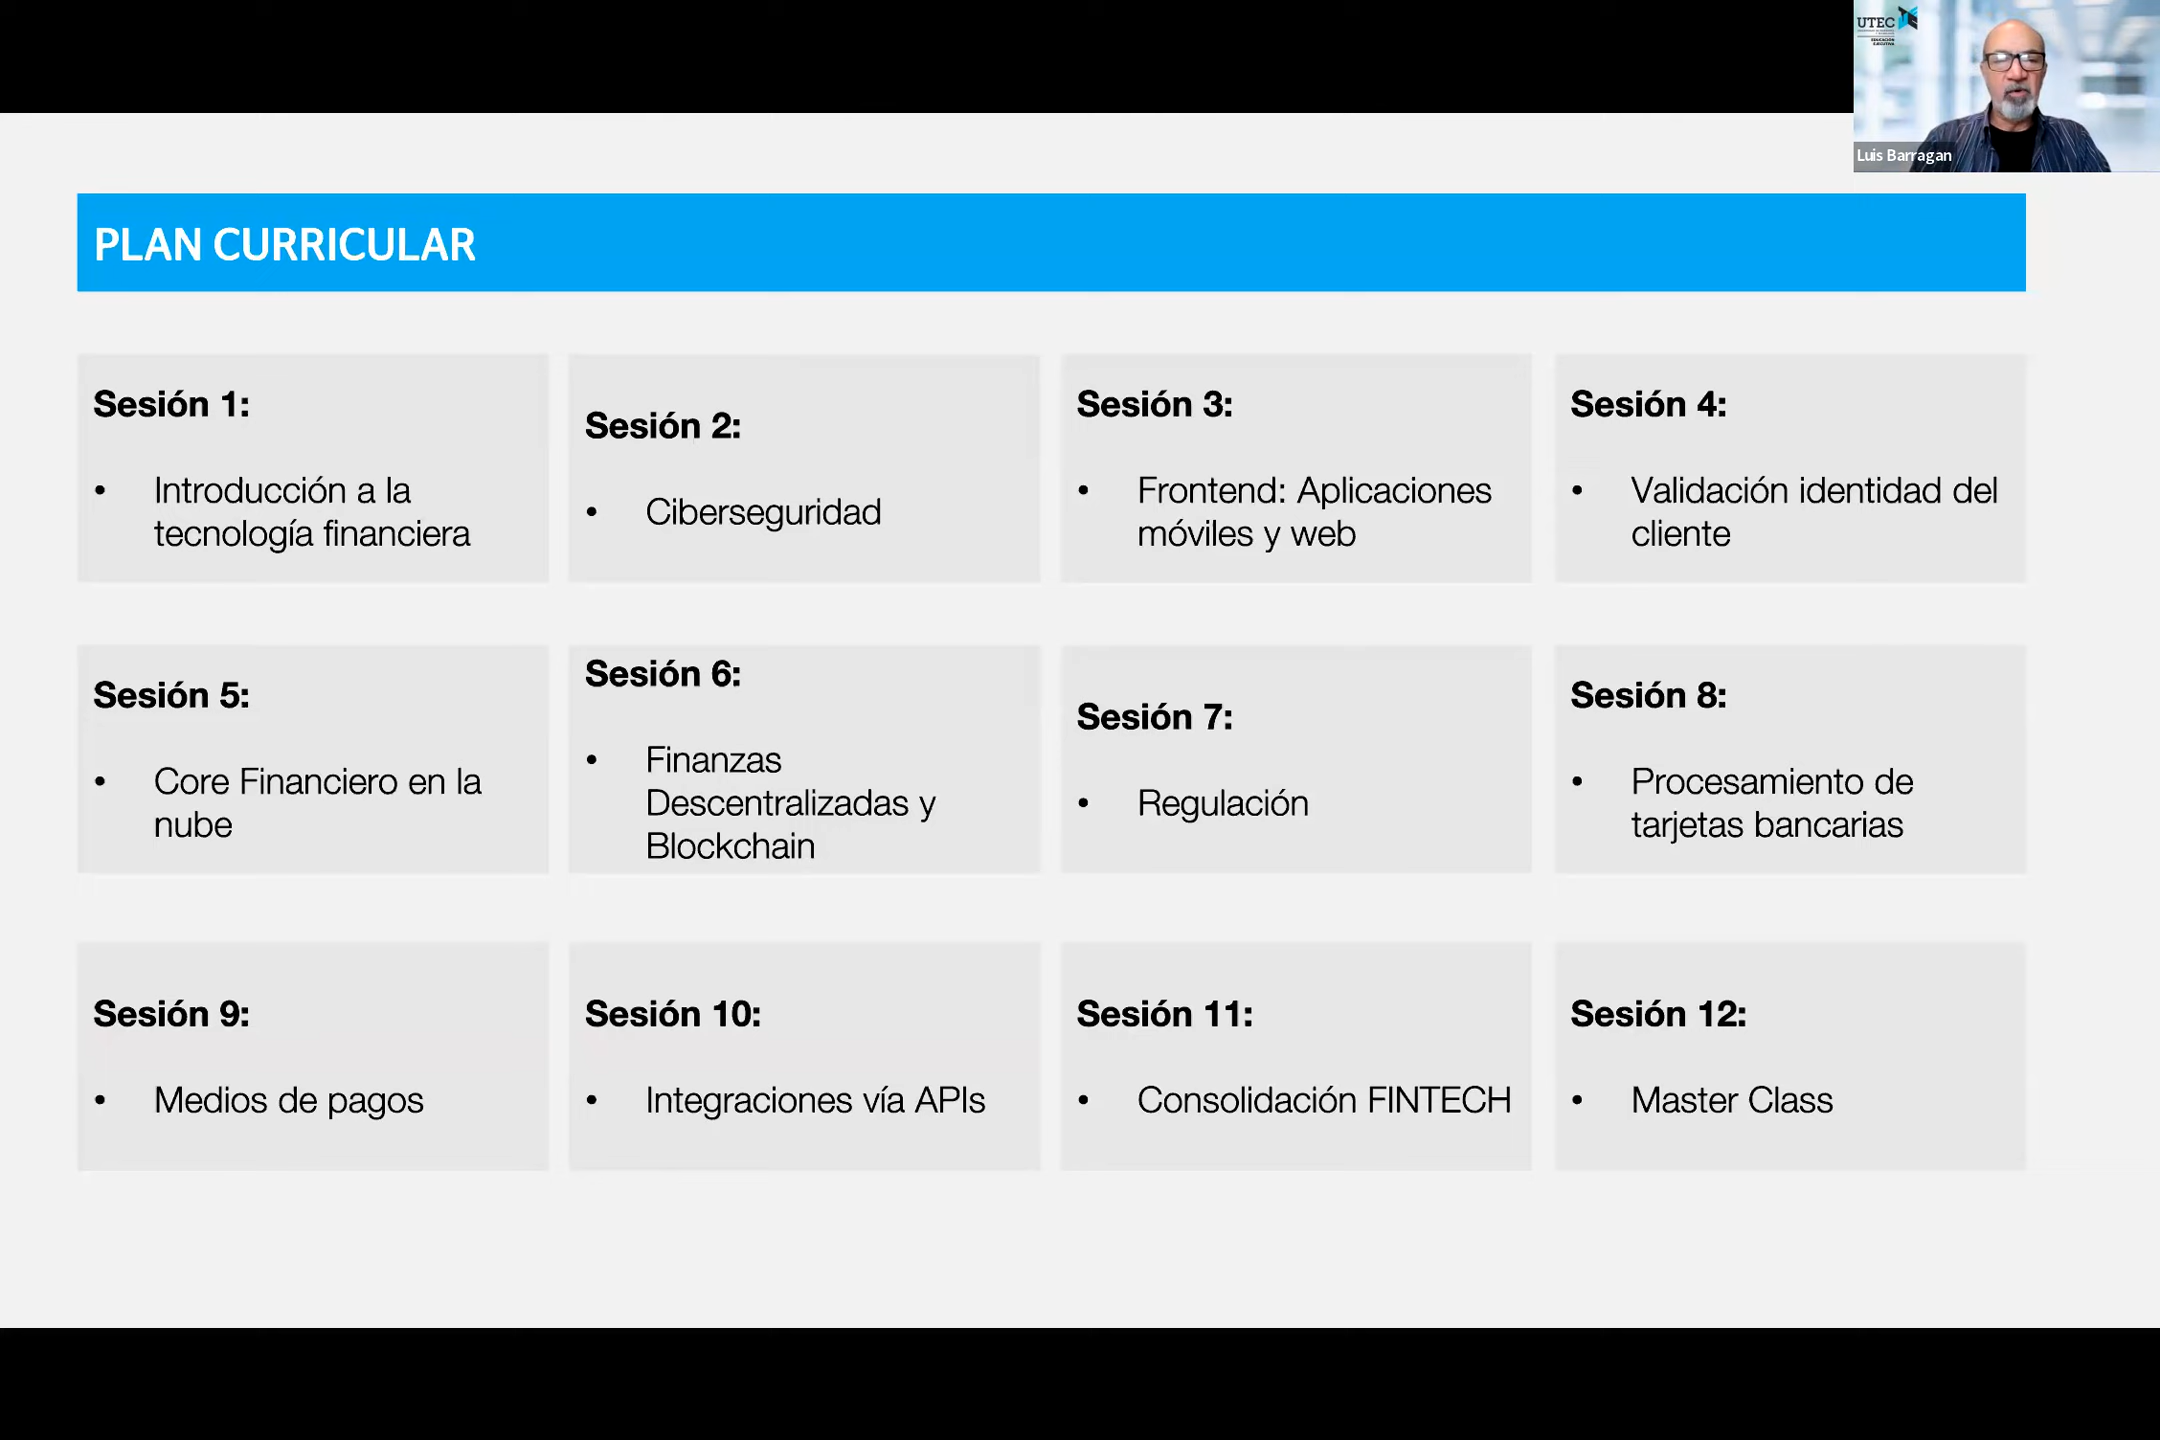 UTEC
EDUCACIÓN
EJECUTIVA
Luis Barragan
PLAN CURRICULAR
Sesión 1:
• Introducción a la
tecnología financiera
Sesión 2:
• Ciberseguridad
Sesión 3:
• Frontend: Aplicaciones
móviles y web
Sesión 4:
• Validación identidad del
cliente
Sesión 5:
• Core Financiero en la
nube
Sesión 6:
• Finanzas
Descentralizadas y
Blockchain
Sesión 7:
• Regulación
Sesión 8:
• Procesamiento de
tarjetas bancarias
Sesión 9:
• Medios de pagos
Sesión 10:
• Integraciones vía APIs
Sesión 11:
• Consolidación FINTECH
Sesión 12:
• Master Class